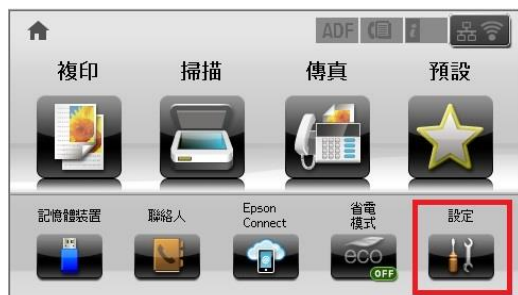 ADF
i
複印
掃描
傳真
預設
記憶體裝置
聯絡人
Epson
Connect
省電
模式
設定
eco
OFF